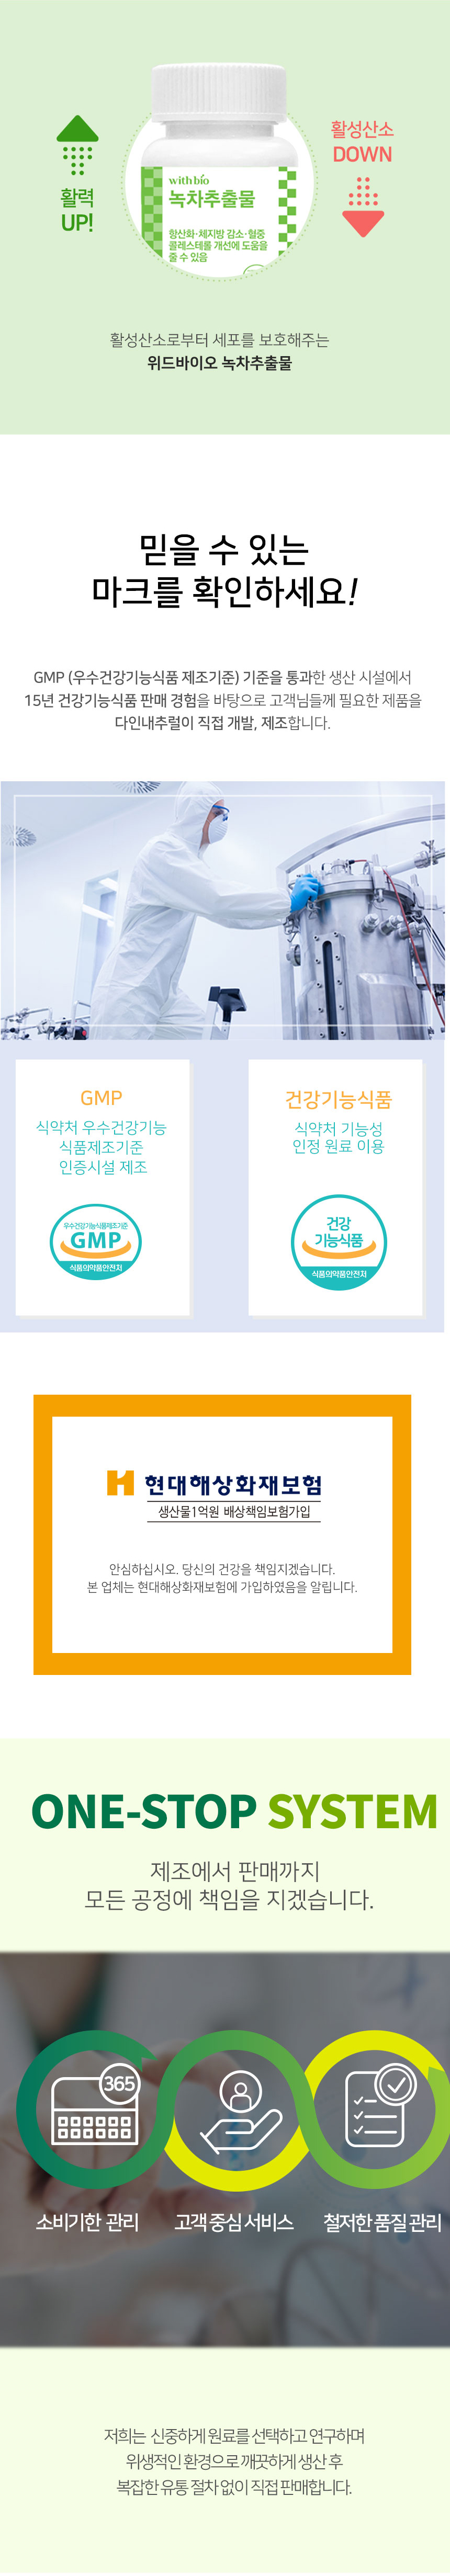 활력
UP!
활성산소
DOWN
withbio
녹차추출물
항산화·체지방 감소·혈중
콜레스테롤 개선에 도움을
줄 수 있음
활성산소로부터 세포를 보호해주는
위드바이오 녹차추출물
믿을 수 있는
마크를 확인하세요!
GMP (우수건강기능식품 제조기준) 기준을 통과한 생산 시설에서
15년 건강기능식품 판매 경험을 바탕으로 고객님들께 필요한 제품을
다인내추럴이 직접 개발, 제조합니다.
GMP
식약처 우수건강기능
식품제조기준
인증시설 제조
우수건강기능식품제조기준
GMP
식품의약품안전처
건강기능식품
식약처 기능성
인정 원료 이용
건강
기능식품
식품의약품안전처
현대해상화재보험
생산물1억원 배상책임보험가입
안심하십시오. 당신의 건강을 책임지겠습니다.
본 업체는 현대해상화재보험에 가입하였음을 알립니다.
ONE-STOP SYSTEM
제조에서 판매까지
모든 공정에 책임을 지겠습니다.
365
소비기한 관리
고객 중심 서비스
철저한 품질 관리
저희는 신중하게 원료를 선택하고 연구하며
위생적인 환경으로 깨끗하게 생산 후
복잡한 유통 절차 없이 직접 판매합니다.